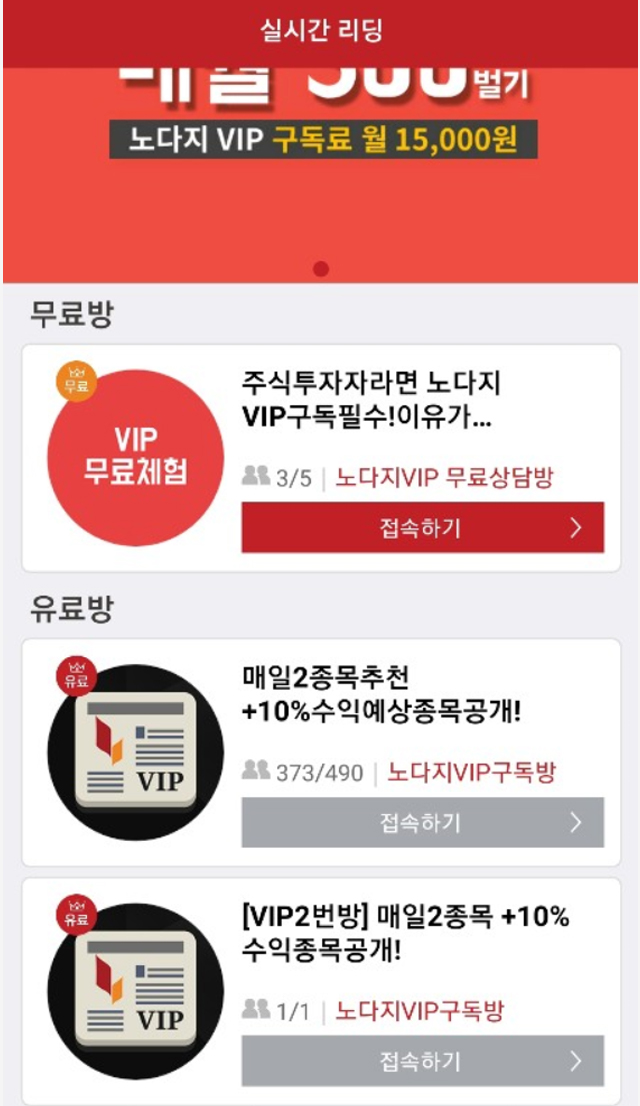 실시간 리딩
매월 500벌기
노다지 VIP 구독료 월 15,000원
무료방
무료
VIP
무료체험
주식투자자라면 노다지
VIP구독필수!이유가...
3/5 | 노다지VIP 무료상담방
접속하기
유료방
유료
VIP
매일2종목추천
+10%수익예상종목공개!
373/490 | 노다지VIP구독방
접속하기
유료
VIP
[VIP2번방] 매일2종목 +10%
수익종목공개!
1/1 | 노다지VIP구독방
접속하기